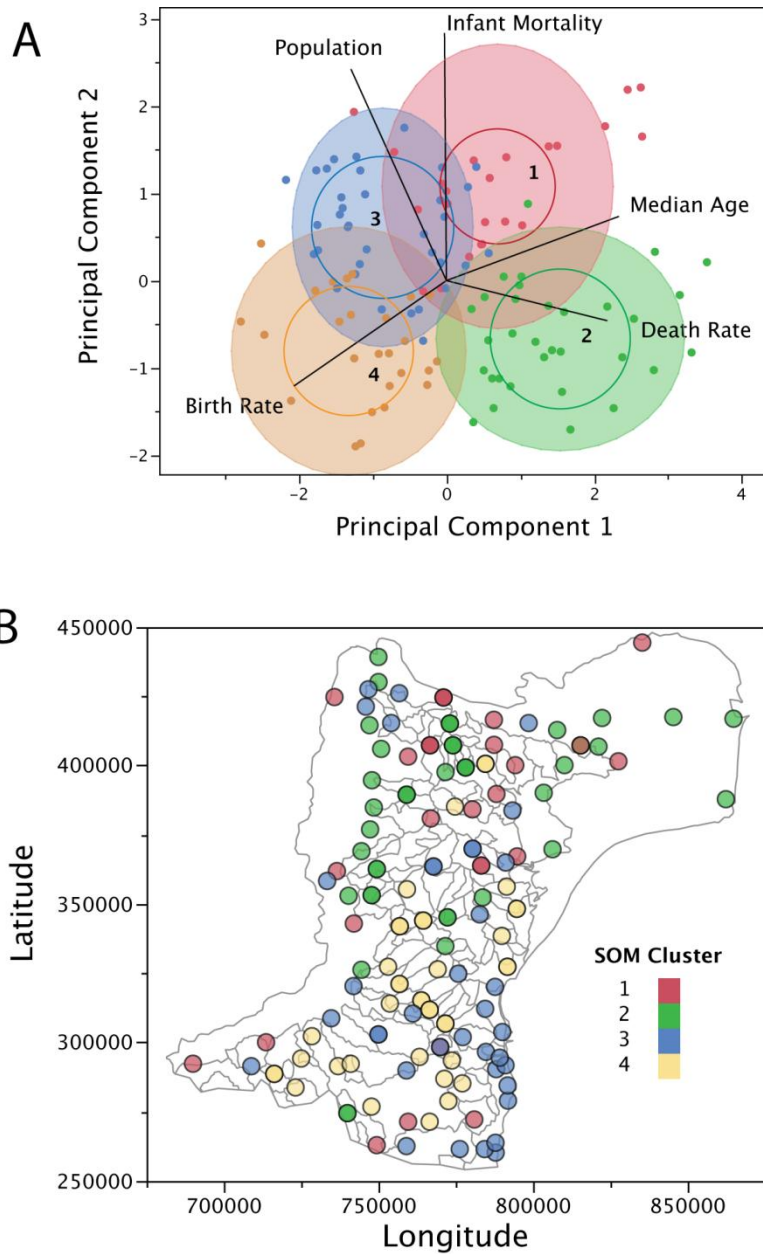 A
Infant Mortality
Population
Median Age
Death Rate
Birth Rate
1
3
2
4
Principal Component 2
3
2
1
0
-1
-2
-2
0
2
4
Principal Component 1
B
450000
400000
350000
300000
250000
Latitude
SOM Cluster
1
2
3
4
700000
750000
800000
850000
Longitude